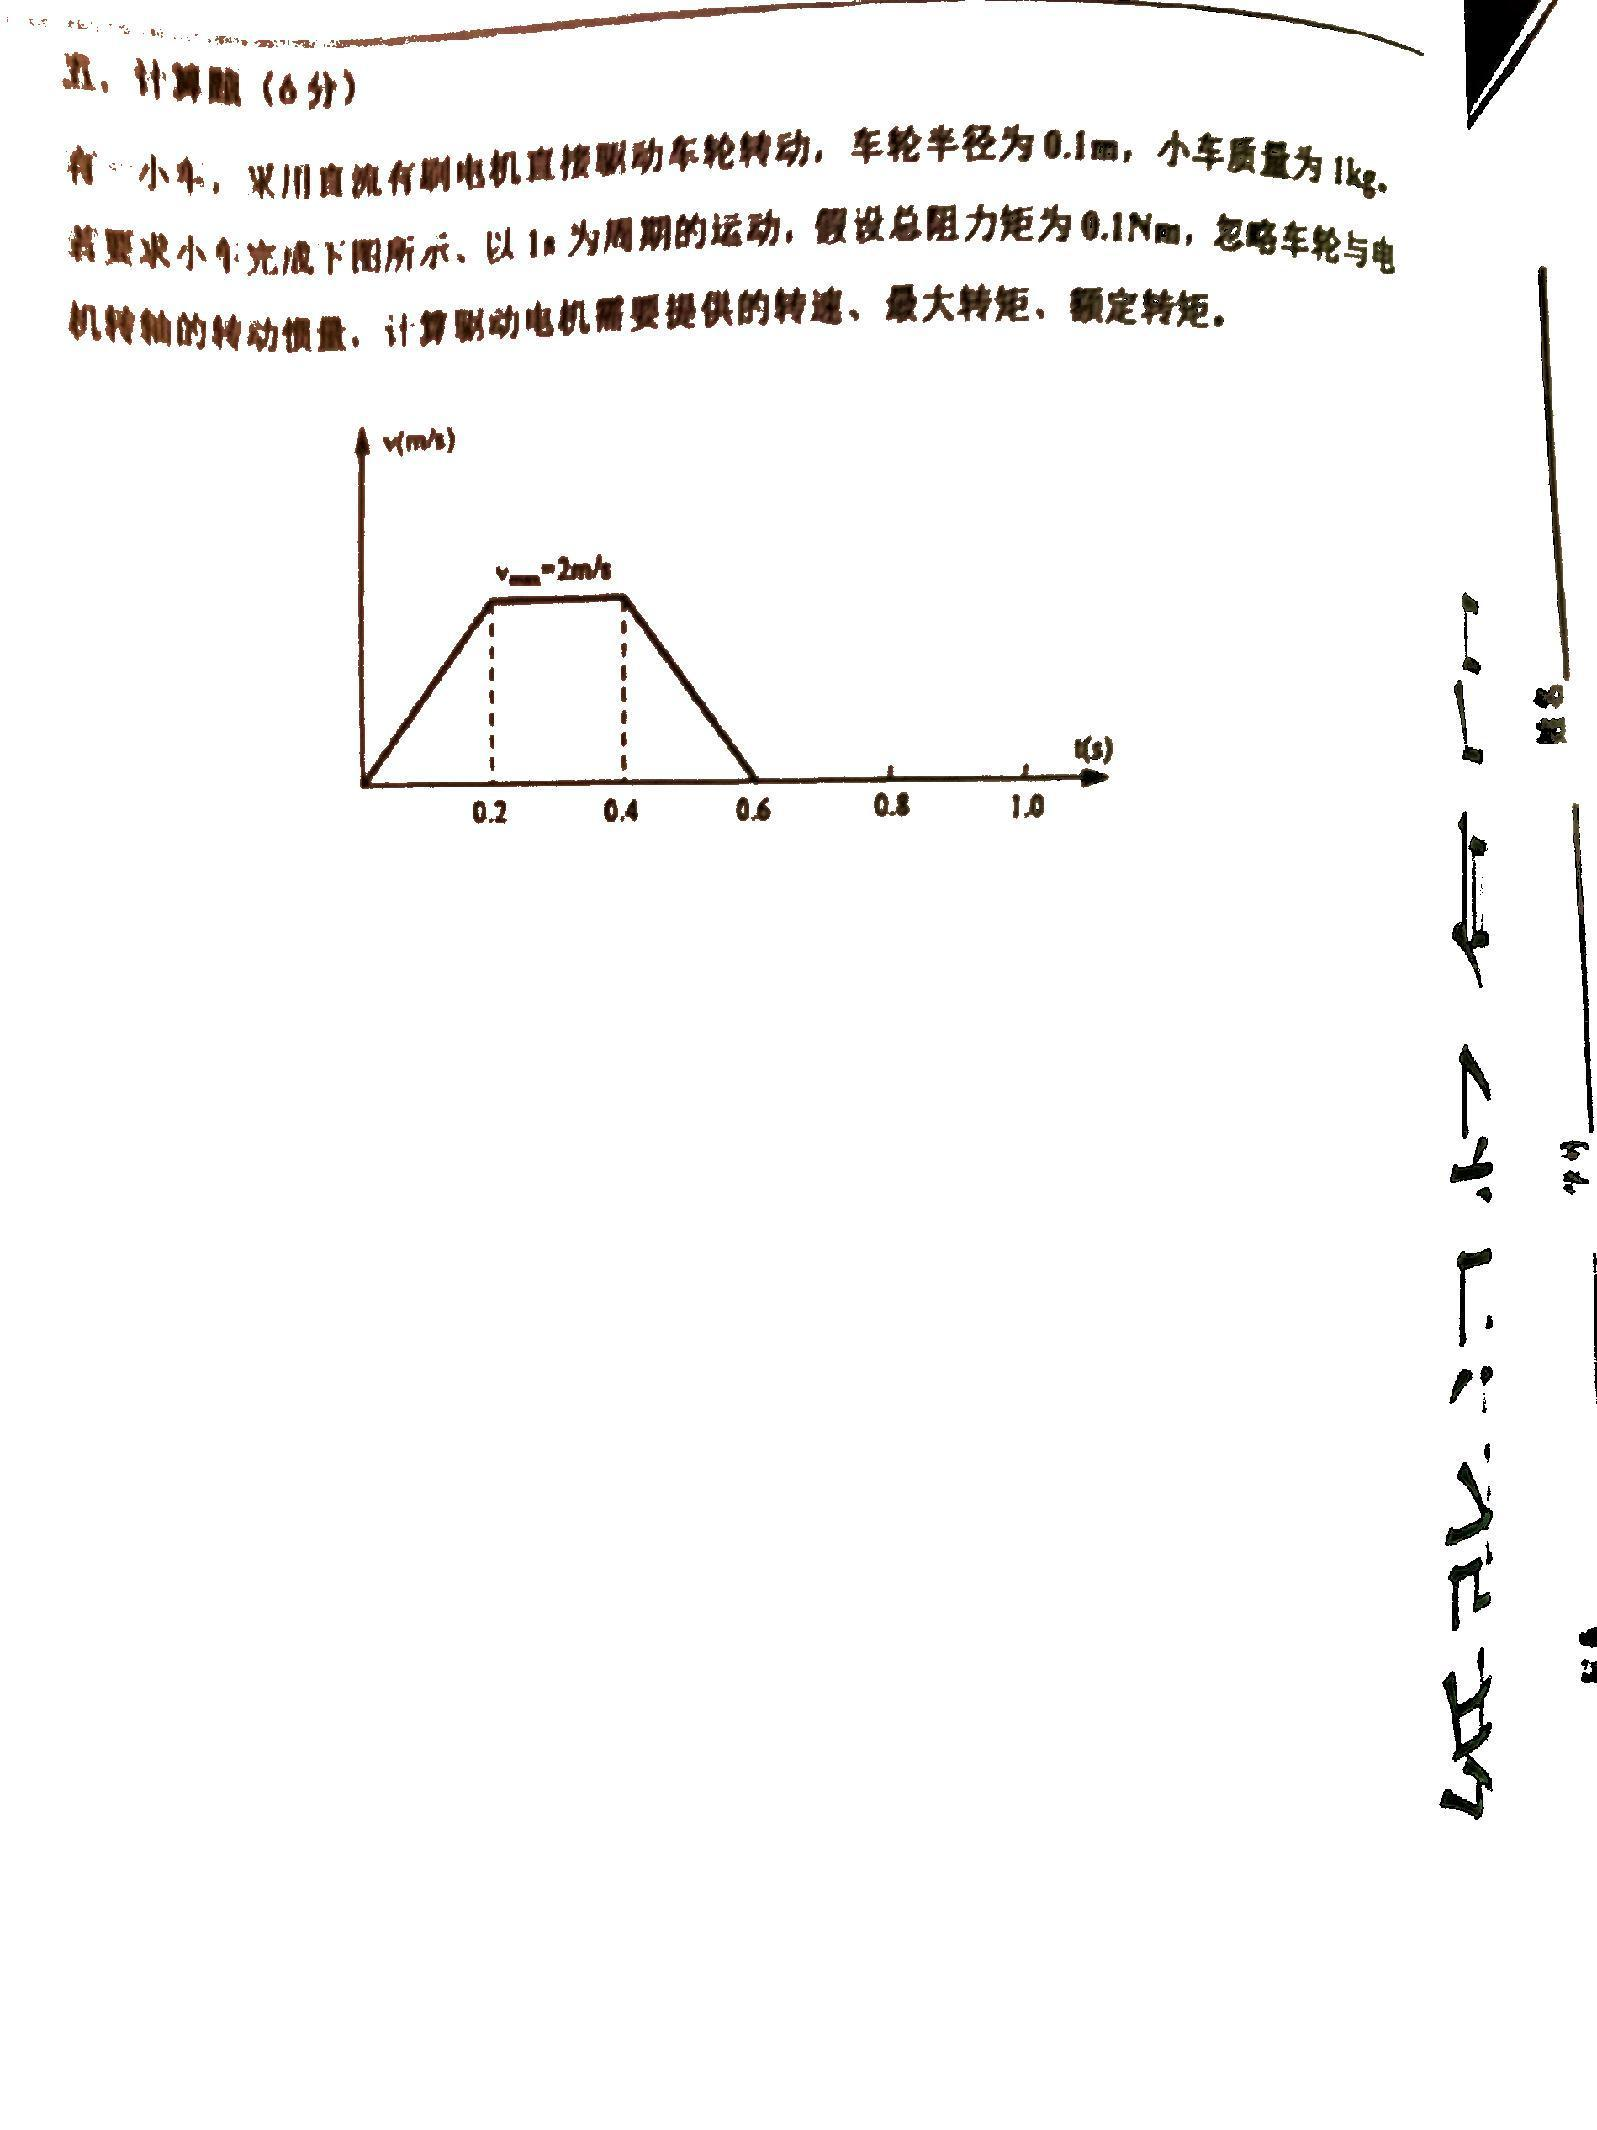 五、计算题（6分）
有一小车，采用直流有刷电机直接驱动车轮转动，车轮半径为0.1m，小车质量为1kg。
若要求小车完成下图所示、以1s为周期的运动，假设总阻力矩为0.1Nm，忽略车轮与电
机转轴的转动惯量，计算驱动电机需要提供的转速、最大转矩、额定转矩。
v(m/s)
=2m/s
t(s)
0.2 0.4 0.6 0.8 1.0
姓名